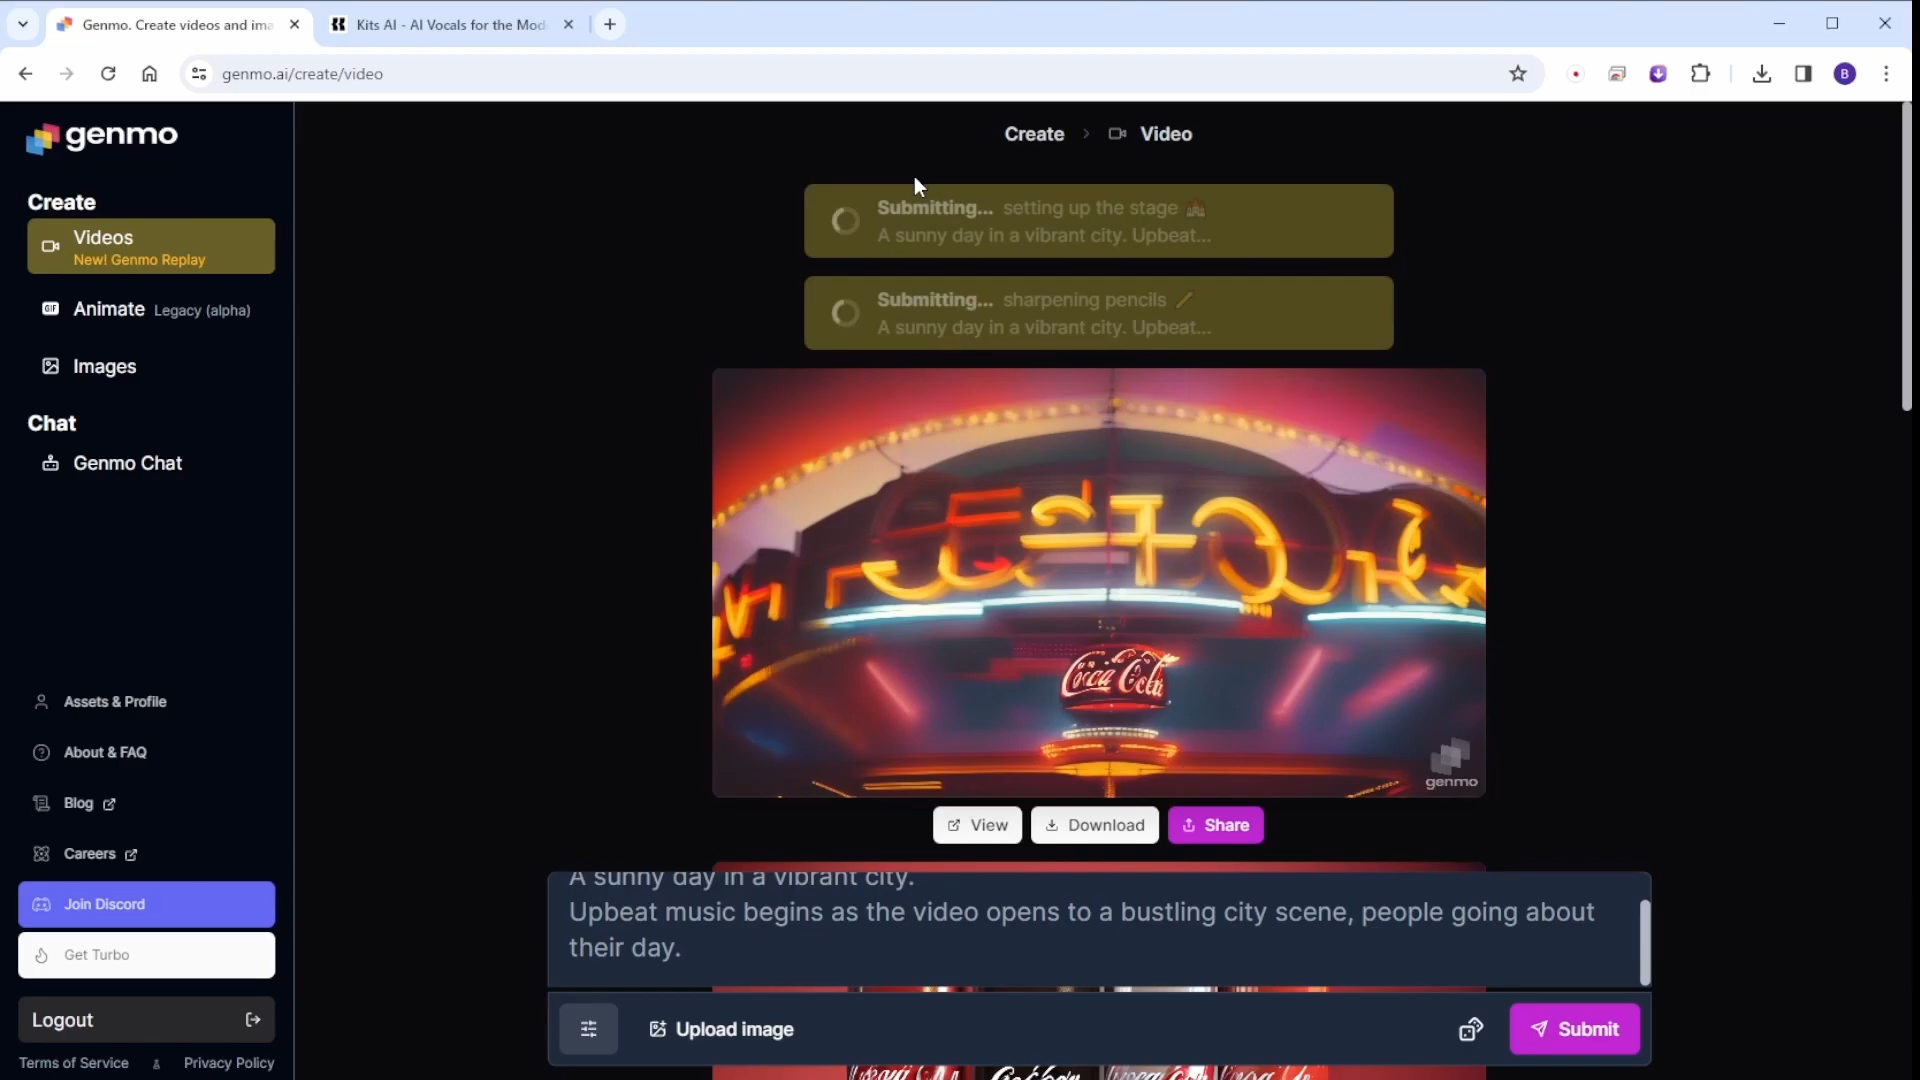 Genmo. Create videos and ima
Kits AI - AI Vocals for the Mod
genmo.ai/create/video
B
genmo
Create
Videos
New! Genmo Replay
GIF
Animate Legacy (alpha)
Images
Chat
Genmo Chat
Assets & Profile
About & FAQ
Blog
Careers
Join Discord
Get Turbo
Logout
Terms of Service
Privacy Policy
Create > Video
Submitting... setting up the stage
A sunny day in a vibrant city. Upbeat...
Submitting... sharpening pencils
A sunny day in a vibrant city. Upbeat...
Coca Cola
genmo
View
Download
Share
A sunny day in a vibrant city.
Upbeat music begins as the video opens to a bustling city scene, people going about
their day.
Upload image
Submit